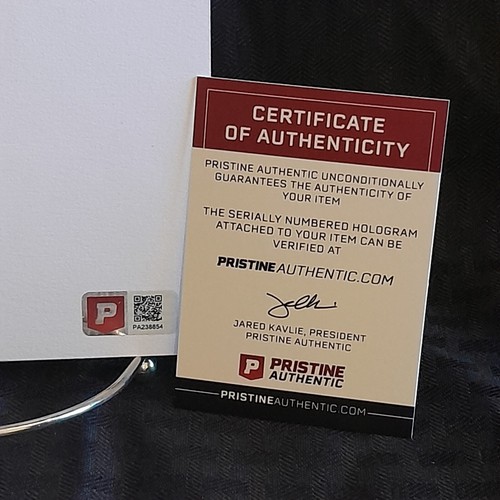 CERTIFICATE
OF AUTHENTICITY
PRISTINE AUTHENTIC UNCONDITIONALLY
GUARANTEES THE AUTHENTICITY OF
YOUR ITEM
THE SERIALLY NUMBERED HOLOGRAM
ATTACHED TO YOUR ITEM CAN BE
VERIFIED AT
PRISTINEAUTHENTIC.COM
JARED KAVLIE, PRESIDENT
PRISTINE AUTHENTIC
P PRISTINE
AUTHENTIC
PRISTINEAUTHENTIC.COM
P
PA238854